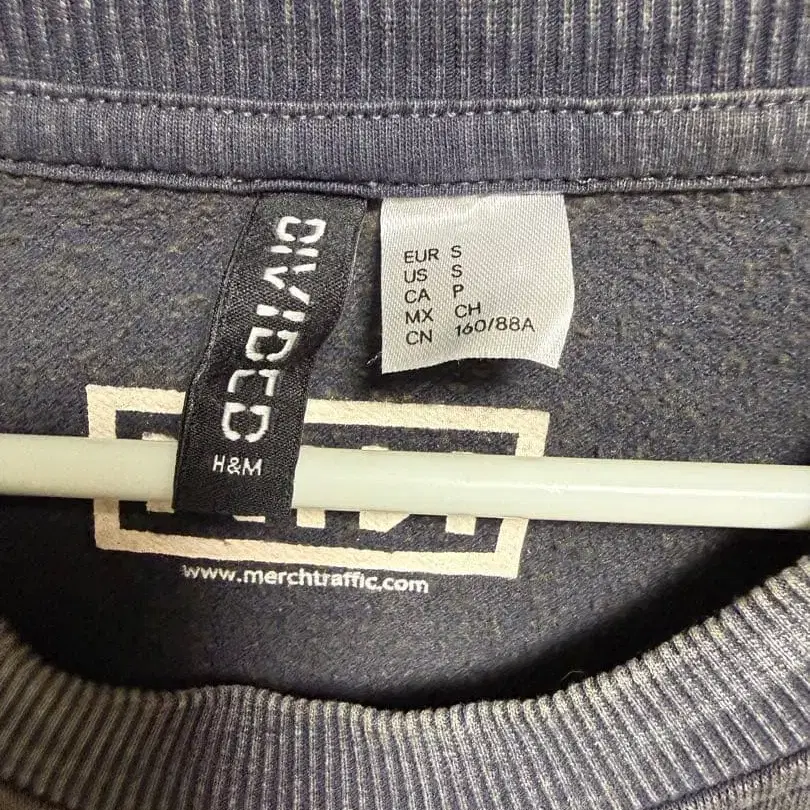 DIVIDED
H&M
EUR S
US S
CA P
MX CH
CN 160/88A
www.merchtraffic.com